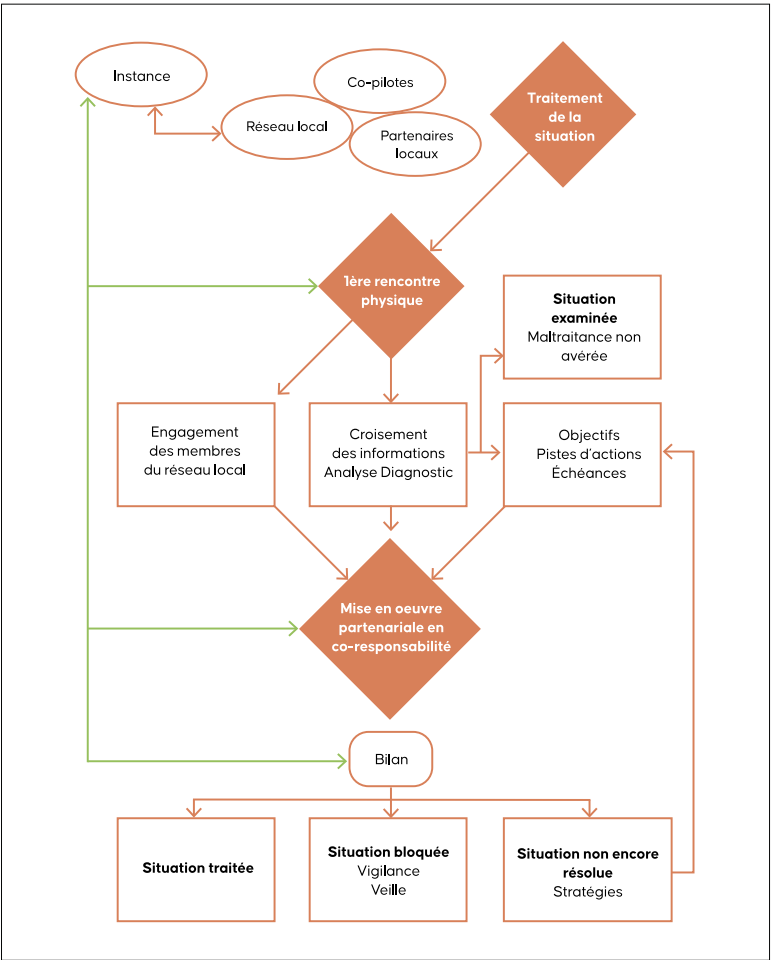 Instance
Co-pilotes
Réseau local
Partenaires
locaux
Traitement
de la
situation
1ère rencontre
physique
Situation
examinée
Maltraitance non
avérée
Engagement
des membres
du réseau local
Croisement
des informations
Analyse Diagnostic
Objectifs
Pistes d'actions
Échéances
Mise en oeuvre
partenariale en
co-responsabilité
Bilan
Situation traitée
Situation bloquée
Vigilance
Veille
Situation non encore
résolue
Stratégies